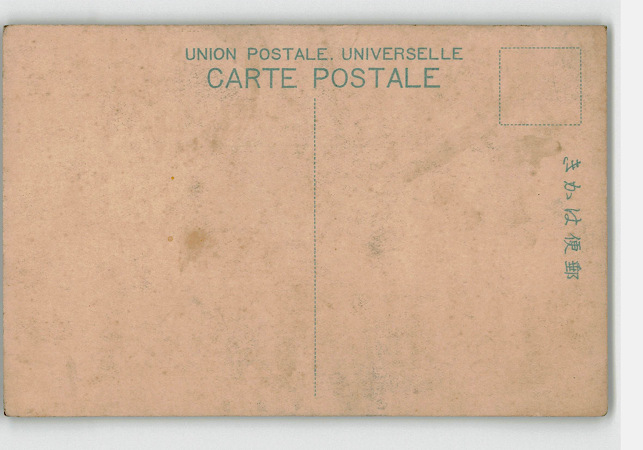 UNION POSTALE. UNIVERSELLE
CARTE POSTALE
きかは便郵